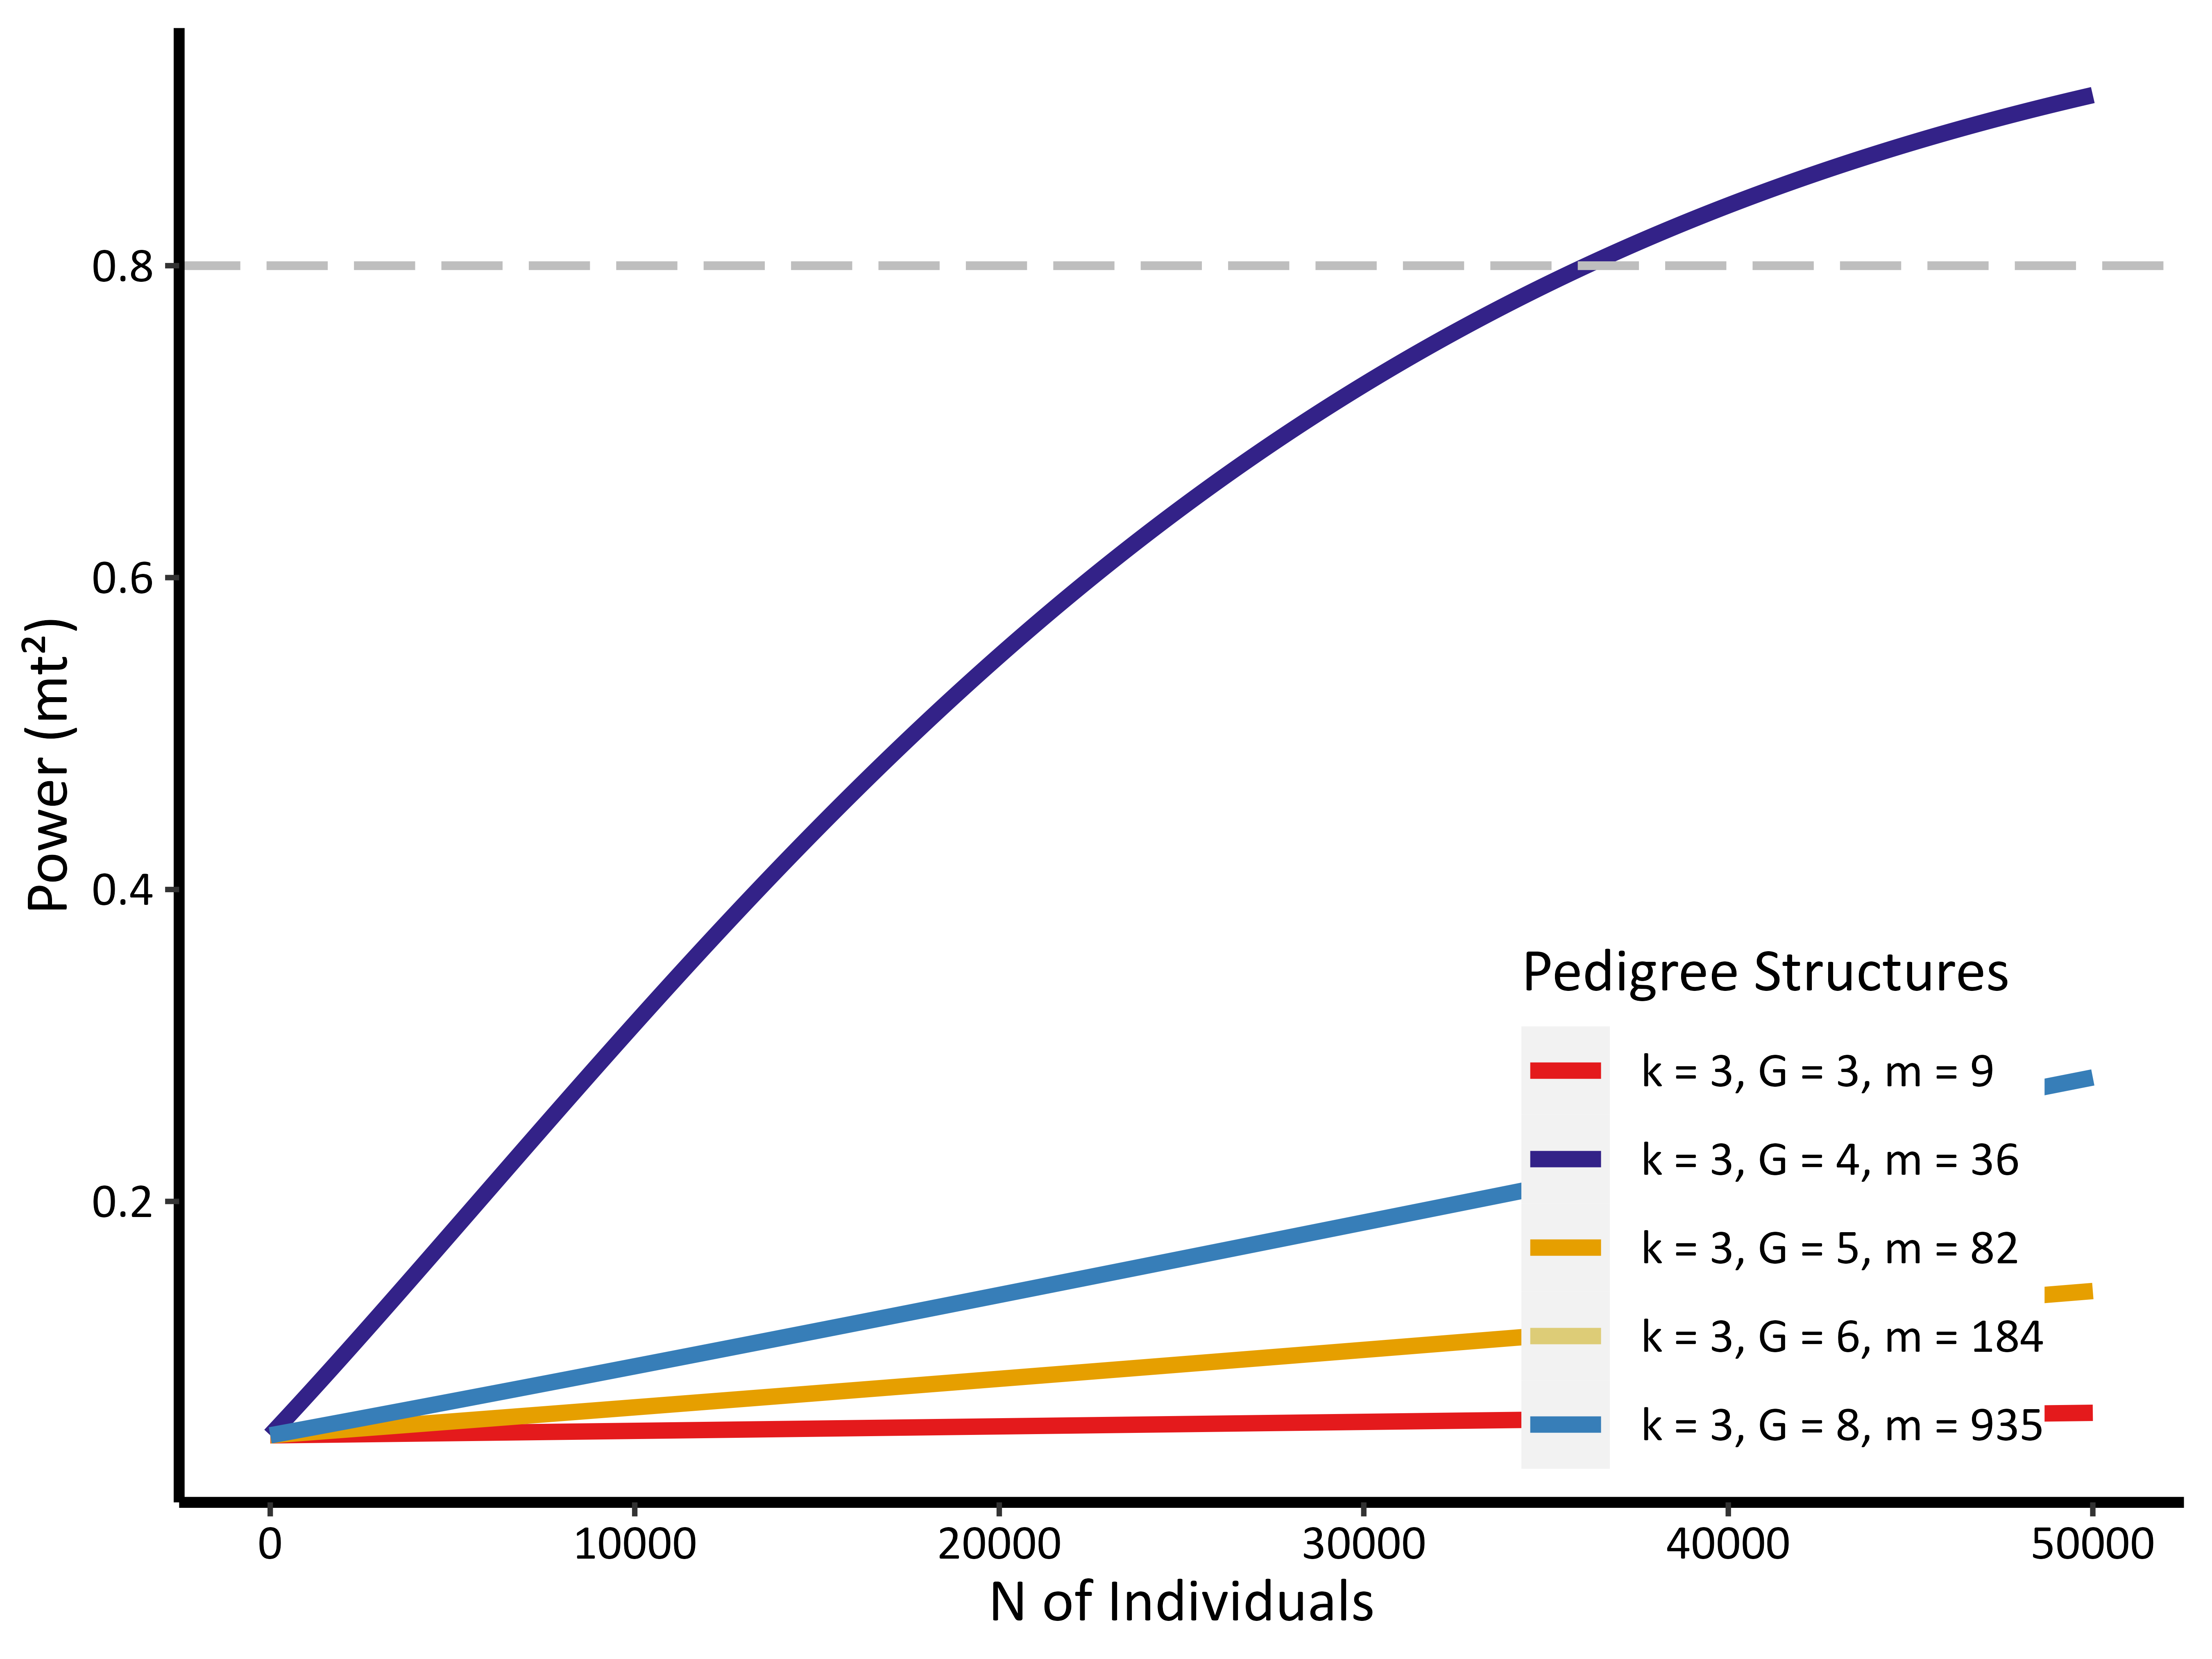 Power (mt²)
0.8
0.6
0.4
0.2
Pedigree Structures
k = 3, G = 3, m = 9
k = 3, G = 4, m = 36
k = 3, G = 5, m = 82
k = 3, G = 6, m = 184
k = 3, G = 8, m = 935
0 10000 20000 30000 40000 50000
N of Individuals